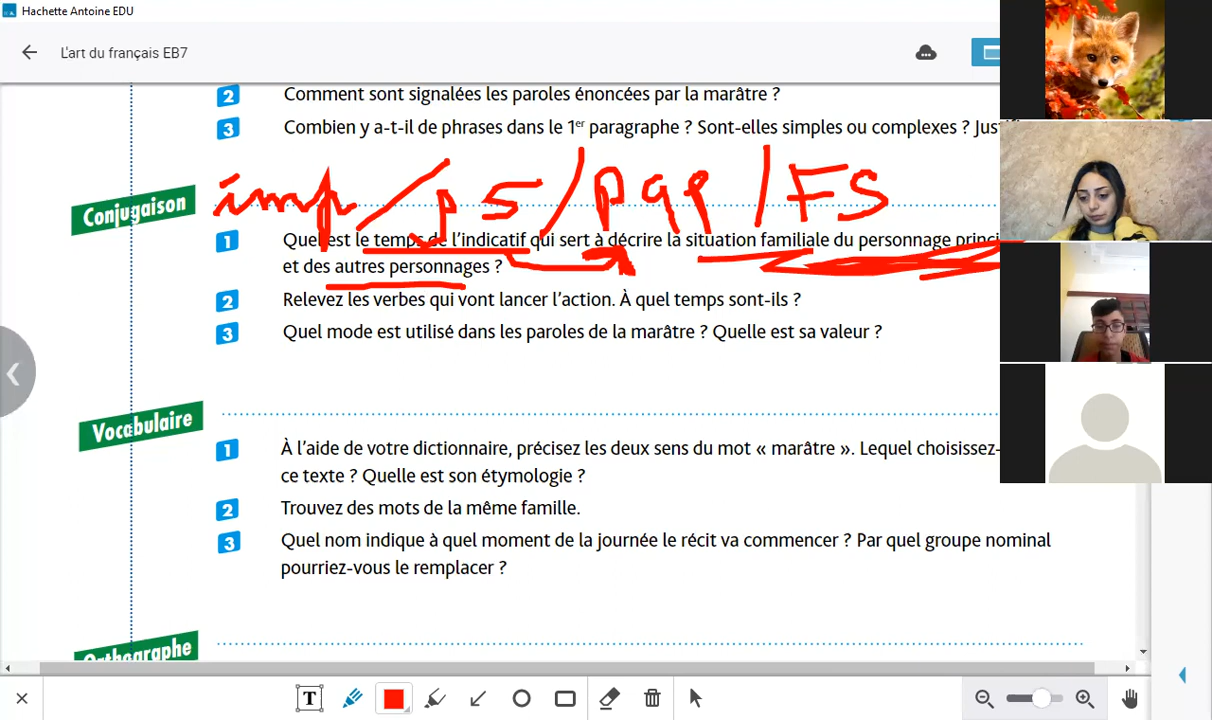 Hachette Antoine EDU
L'art du français EB7
2 Comment sont signalées les paroles énoncées par la marâtre ?
3 Combien y a-t-il de phrases dans le 1er paragraphe ? Sont-elles simples ou complexes ?
imp / ps / pqp / FS
Conjugaison
1 Quel est le temps de l'indicatif qui sert à décrire la situation familiale du personnage
et des autres personnages ?
2 Relevez les verbes qui vont lancer l'action. À quel temps sont-ils ?
3 Quel mode est utilisé dans les paroles de la marâtre ? Quelle est sa valeur ?
Vocabulaire
1 À l'aide de votre dictionnaire, précisez les deux sens du mot « marâtre ». Lequel choisissez-
ce texte ? Quelle est son étymologie ?
2 Trouvez des mots de la même famille.
3 Quel nom indique à quel moment de la journée le récit va commencer ? Par quel groupe nominal
pourriez-vous le remplacer ?
Orthographe
T